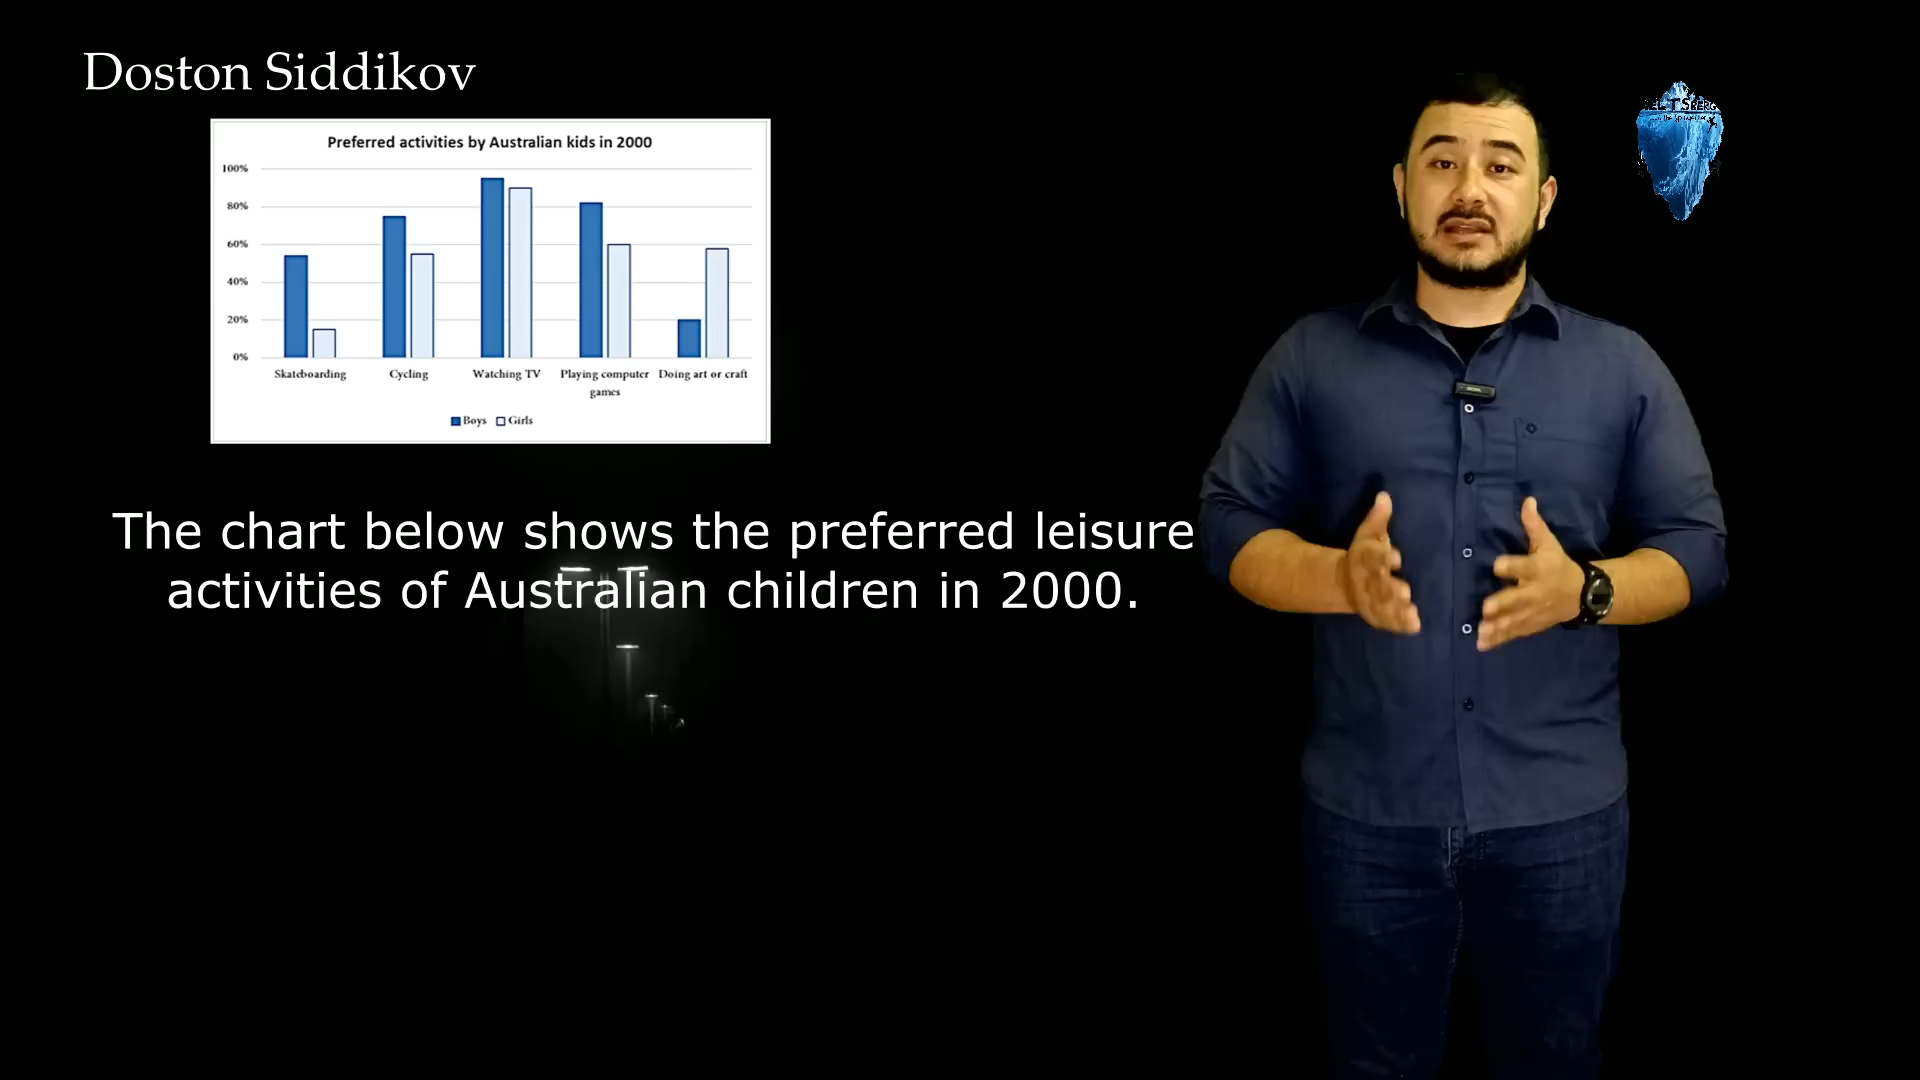 Doston Siddikov
Preferred activities by Australian kids in 2000
100%
80%
60%
40%
20%
0%
Skateboarding
Cycling
Watching TV
Playing computer
games
Doing art or craft
Boys
Girls
The chart below shows the preferred leisure
activities of Australian children in 2000.